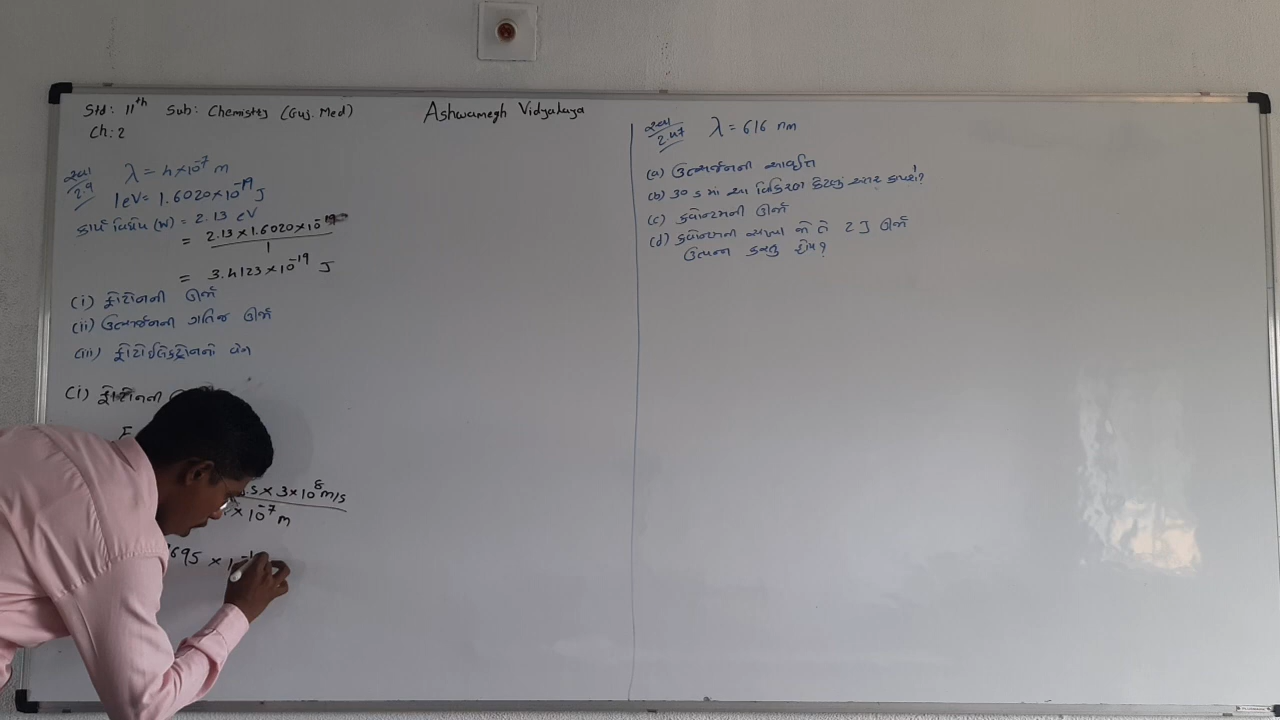 Std: 11th Sub: Chemistry (Guj. Med) Ashwamegh Vidyalaya
Ch: 2
સ્વા 2.9 λ = 4×10⁻⁷ m
1eV = 1.6020×10⁻¹⁹ J
કાર્ય વિધેય (W) = 2.13 eV
= 2.13 × 1.6020×10⁻¹⁹ / 1
= 3.4123×10⁻¹⁹ J
(i) ફોટોનની ઊર્જા
(ii) ઉત્સર્જનની ગતિજ ઊર્જા
(iii) ફોટોઈલેક્ટ્રોનનો વેગ
(i) ફોટોનની
E
.5 × 3×10⁸ m/s
× 10⁻⁷ m
695 ×
સ્વા 2.47 λ = 616 nm
(a) ઉત્સર્જનની આવૃત્તિ
(b) 30 s માં આ વિકિરણ કેટલું અંતર કાપશે?
(c) ક્વોન્ટમની ઊર્જા
(d) ક્વોન્ટમની સંખ્યા જો તે 2 J ઊર્જા
ઉત્પન્ન કરતું હોય?